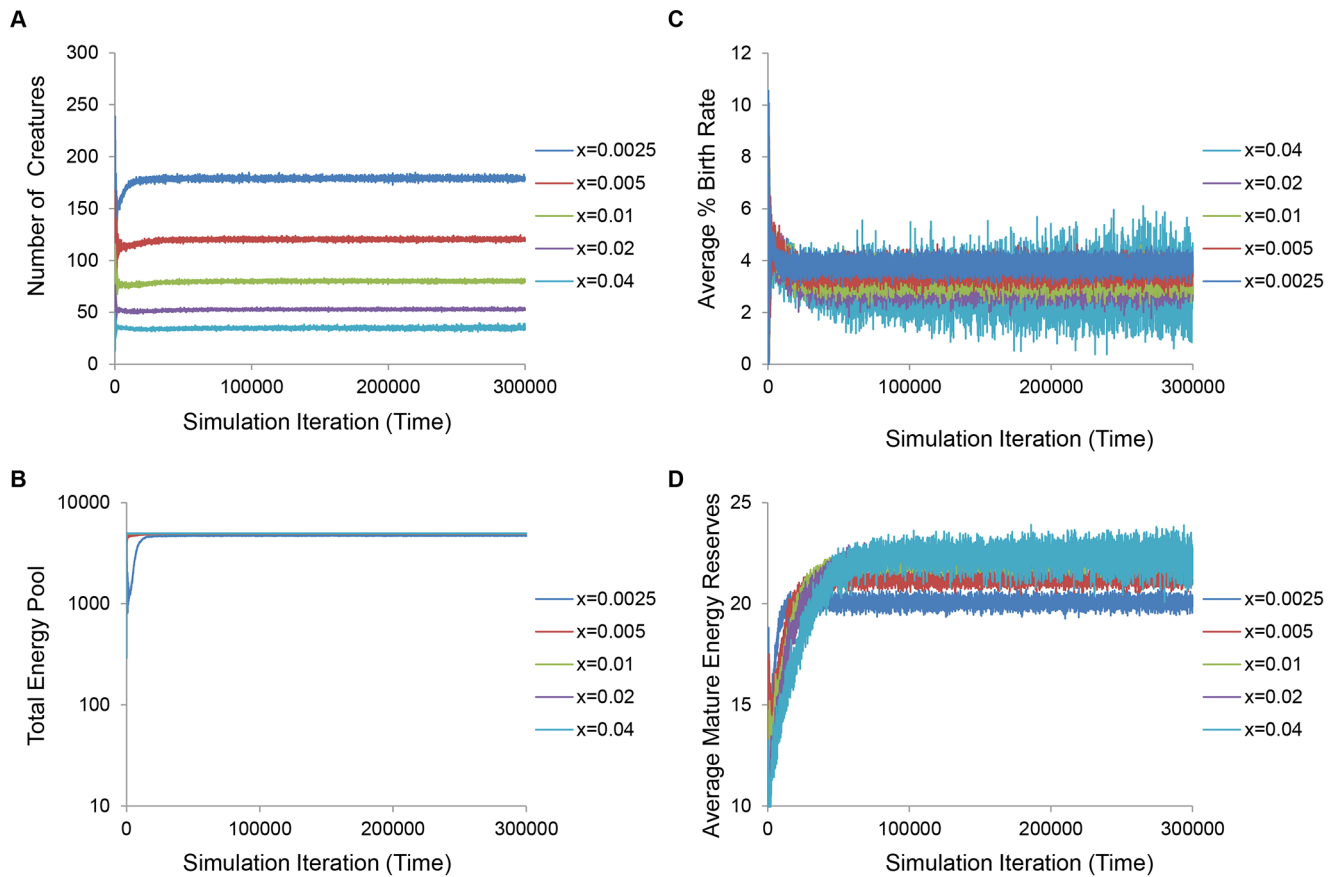 A
Number of Creatures
300
250
200
150
100
50
0
0
100000
200000
300000
Simulation Iteration (Time)
x=0.0025
x=0.005
x=0.01
x=0.02
x=0.04
C
Average % Birth Rate
12
10
8
6
4
2
0
0
100000
200000
300000
Simulation Iteration (Time)
x=0.04
x=0.02
x=0.01
x=0.005
x=0.0025
B
Total Energy Pool
10000
1000
100
10
0
100000
200000
300000
Simulation Iteration (Time)
x=0.0025
x=0.005
x=0.01
x=0.02
x=0.04
D
Average Mature Energy Reserves
25
20
15
10
0
100000
200000
300000
Simulation Iteration (Time)
x=0.0025
x=0.005
x=0.01
x=0.02
x=0.04